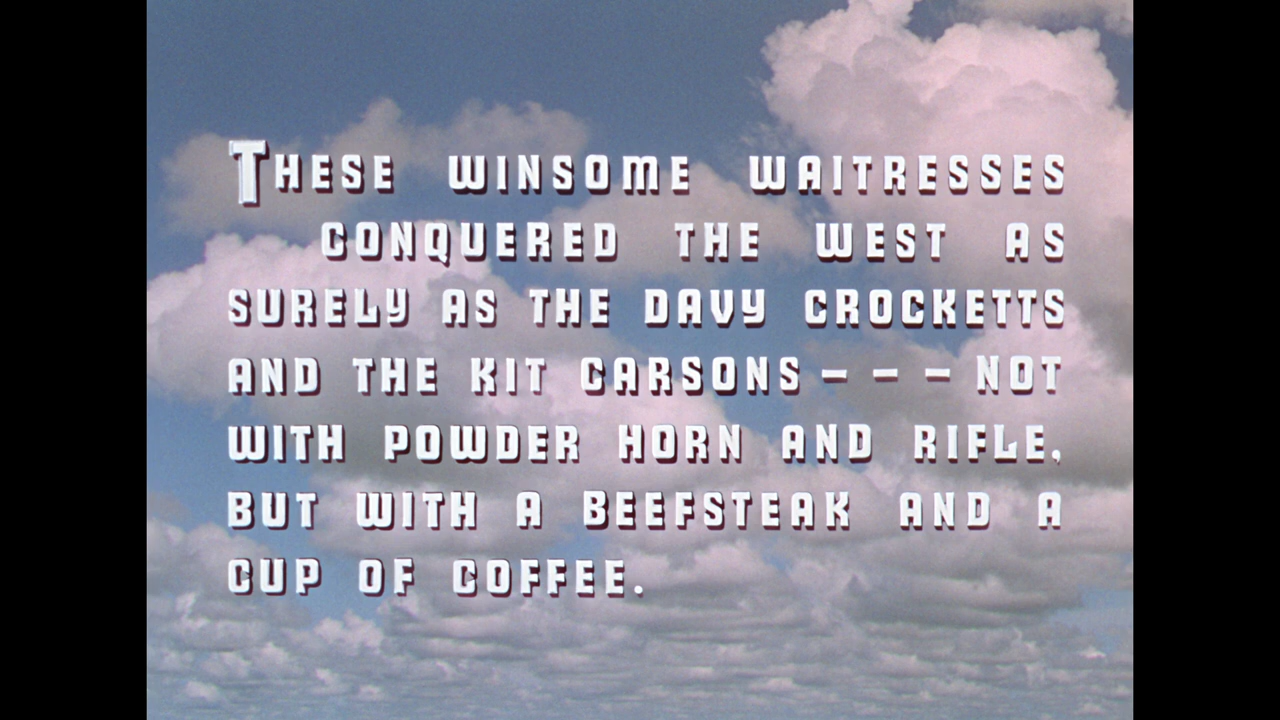 THESE WINSOME WAITRESSES
CONQUERED THE WEST AS
SURELY AS THE DAVY CROCKETTS
AND THE KIT CARSONS – – – NOT
WITH POWDER HORN AND RIFLE,
BUT WITH A BEEFSTEAK AND A
CUP OF COFFEE.